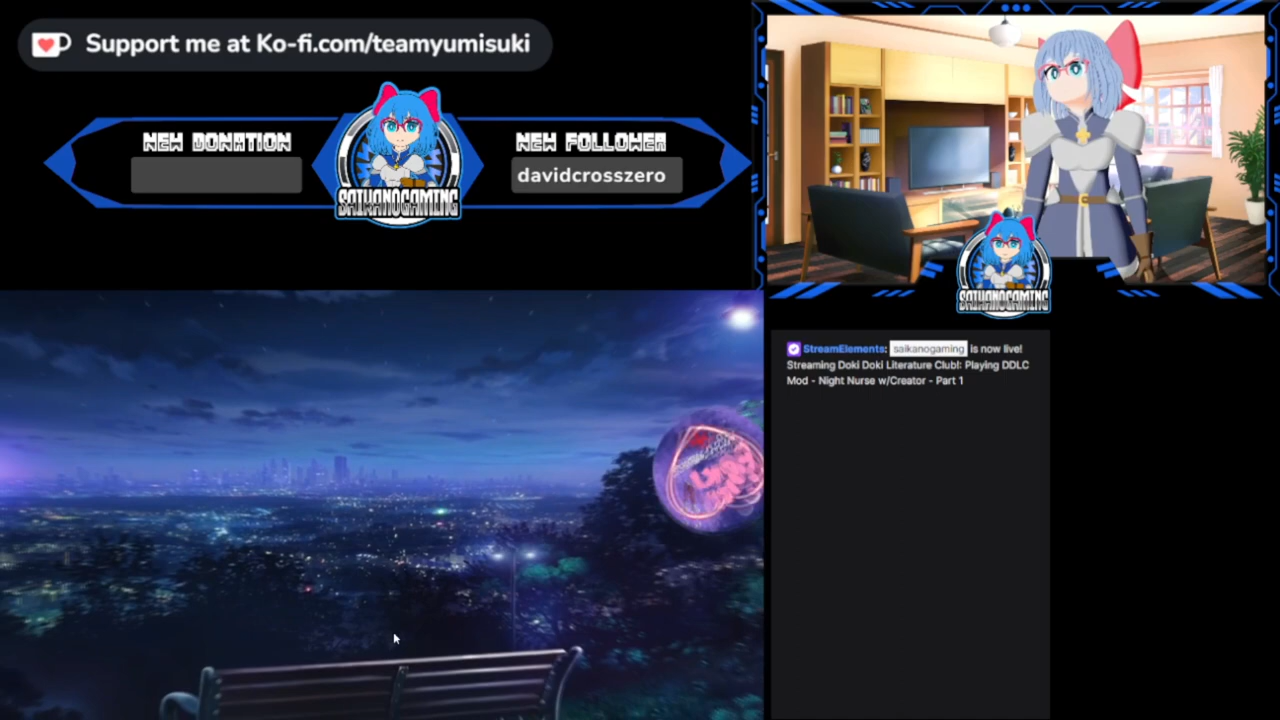 Support me at Ko-fi.com/teamyumisuki
NEW DONATION
NEW FOLLOWER
davidcrosszero
SAIKANOGAMING
SAIKANOGAMING
StreamElements: saikanogaming is now live!
Streaming Doki Doki Literature Club!: Playing DDLC
Mod - Night Nurse w/Creator - Part 1